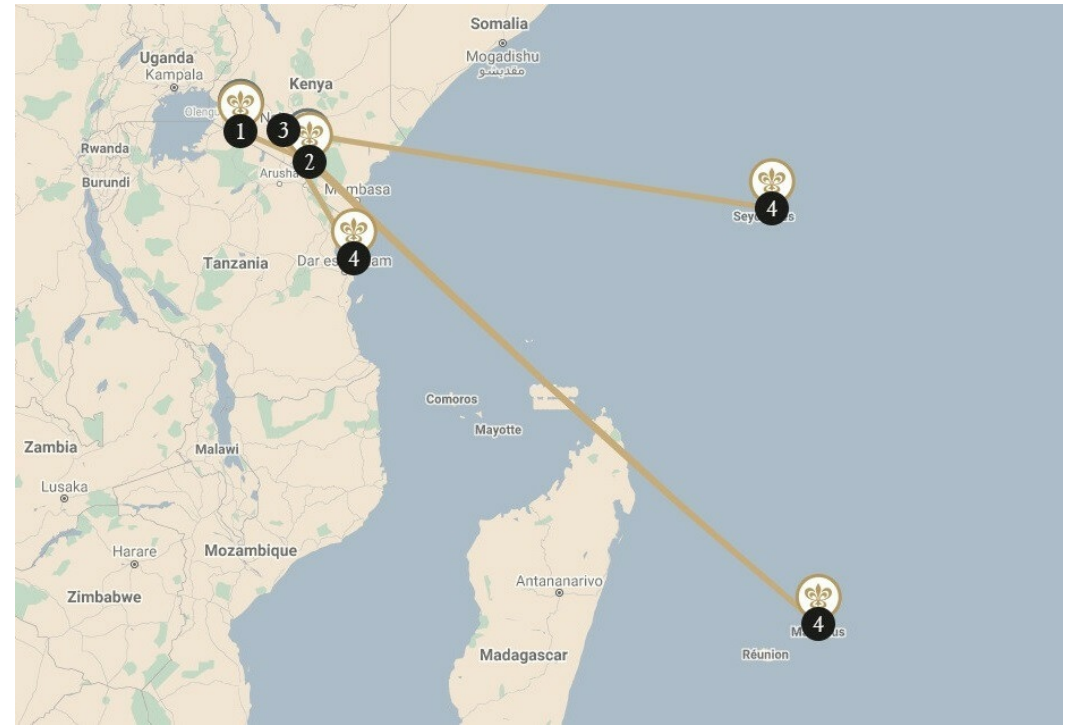 Somalia
Mogadishu
مقديشو
Uganda
Kampala
Kenya
1
3
2
Rwanda
Burundi
Arusha
4
4
Tanzania
4
Comoros
Mayotte
Zambia
Malawi
Lusaka
Harare
Mozambique
Zimbabwe
Antananarivo
Madagascar
Réunion